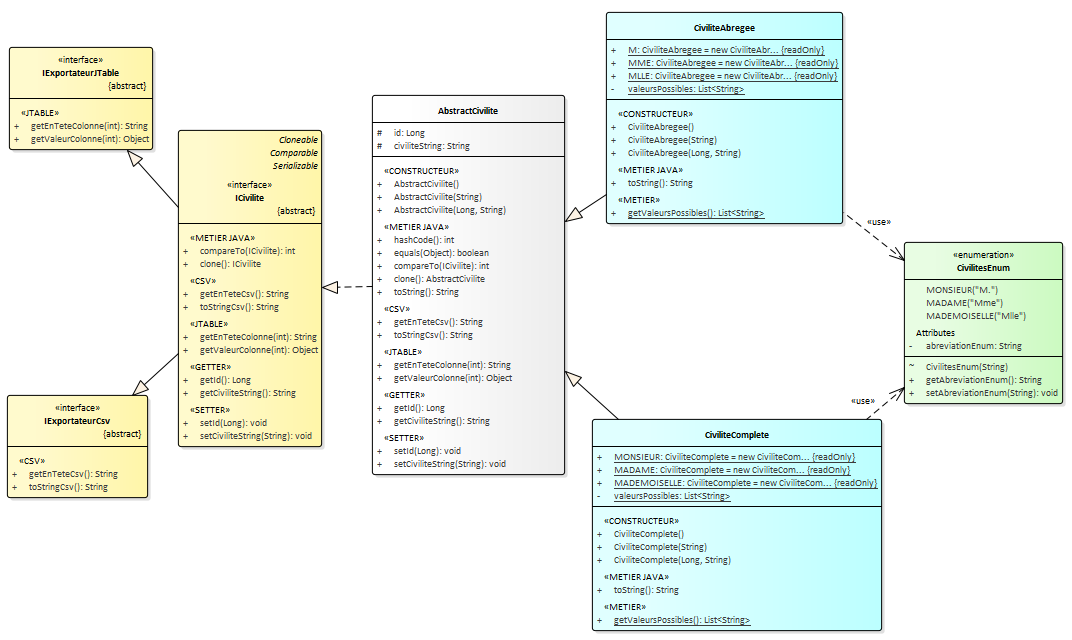 «interface»
IExportateurJTable
{abstract}
«JTABLE»
+ getEnTeteColonne(int): String
+ getValeurColonne(int): Object
Cloneable
Comparable
Serializable
«interface»
ICivilite
{abstract}
«METIER JAVA»
+ compareTo(ICivilite): int
+ clone(): ICivilite
«CSV»
+ getEnTeteCsv(): String
+ toStringCsv(): String
«JTABLE»
+ getEnTeteColonne(int): String
+ getValeurColonne(int): Object
«GETTER»
+ getId(): Long
+ getCiviliteString(): String
«SETTER»
+ setId(Long): void
+ setCiviliteString(String): void
«interface»
IExportateurCsv
{abstract}
«CSV»
+ getEnTeteCsv(): String
+ toStringCsv(): String
AbstractCivilite
# id: Long
# civiliteString: String
«CONSTRUCTEUR»
+ AbstractCivilite()
+ AbstractCivilite(String)
+ AbstractCivilite(Long, String)
«METIER JAVA»
+ hashCode(): int
+ equals(Object): boolean
+ compareTo(ICivilite): int
+ clone(): AbstractCivilite
+ toString(): String
«CSV»
+ getEnTeteCsv(): String
+ toStringCsv(): String
«JTABLE»
+ getEnTeteColonne(int): String
+ getValeurColonne(int): Object
«GETTER»
+ getId(): Long
+ getCiviliteString(): String
«SETTER»
+ setId(Long): void
+ setCiviliteString(String): void
CiviliteAbregee
+ M: CiviliteAbregee = new CiviliteAbr... {readOnly}
+ MME: CiviliteAbregee = new CiviliteAbr... {readOnly}
+ MLLE: CiviliteAbregee = new CiviliteAbr... {readOnly}
- valeursPossibles: List<String>
«CONSTRUCTEUR»
+ CiviliteAbregee()
+ CiviliteAbregee(String)
+ CiviliteAbregee(Long, String)
«METIER JAVA»
+ toString(): String
«METIER»
+ getValeursPossibles(): List<String>
«use»
«enumeration»
CivilitesEnum
MONSIEUR("M.")
MADAME("Mme")
MADEMOISELLE("Mlle")
Attributes
- abreviationEnum: String
~ CivilitesEnum(String)
+ getAbreviationEnum(): String
+ setAbreviationEnum(String): void
«use»
CiviliteComplete
+ MONSIEUR: CiviliteComplete = new CiviliteCom... {readOnly}
+ MADAME: CiviliteComplete = new CiviliteCom... {readOnly}
+ MADEMOISELLE: CiviliteComplete = new CiviliteCom... {readOnly}
- valeursPossibles: List<String>
«CONSTRUCTEUR»
+ CiviliteComplete()
+ CiviliteComplete(String)
+ CiviliteComplete(Long, String)
«METIER JAVA»
+ toString(): String
«METIER»
+ getValeursPossibles(): List<String>